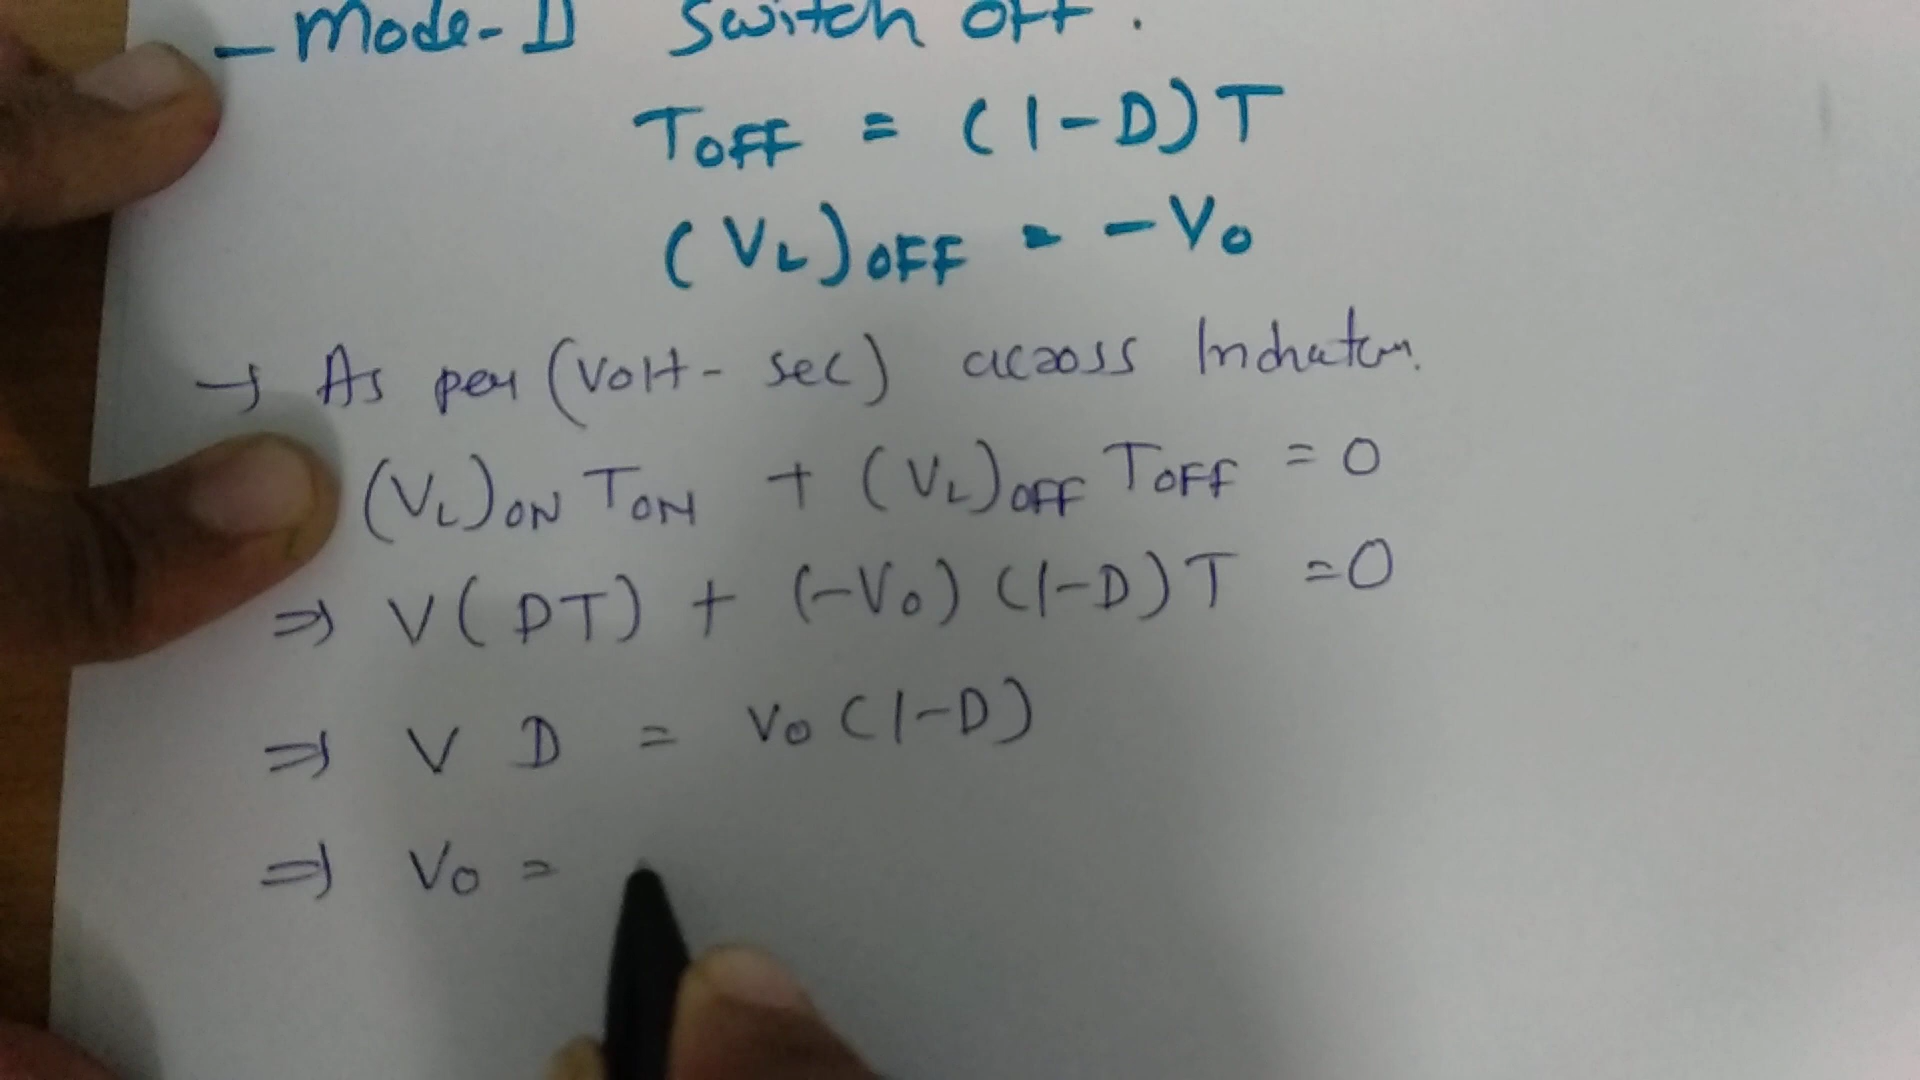 - Mode-II Switch off.
TOFF = (1-D)T
(VL)OFF = -Vo
→ As per (Volt-sec) across Inductor.
(VL)ON TON + (VL)OFF TOFF = 0
⇒ V(DT) + (-Vo)(1-D)T = 0
⇒ V D = Vo(1-D)
⇒ Vo =